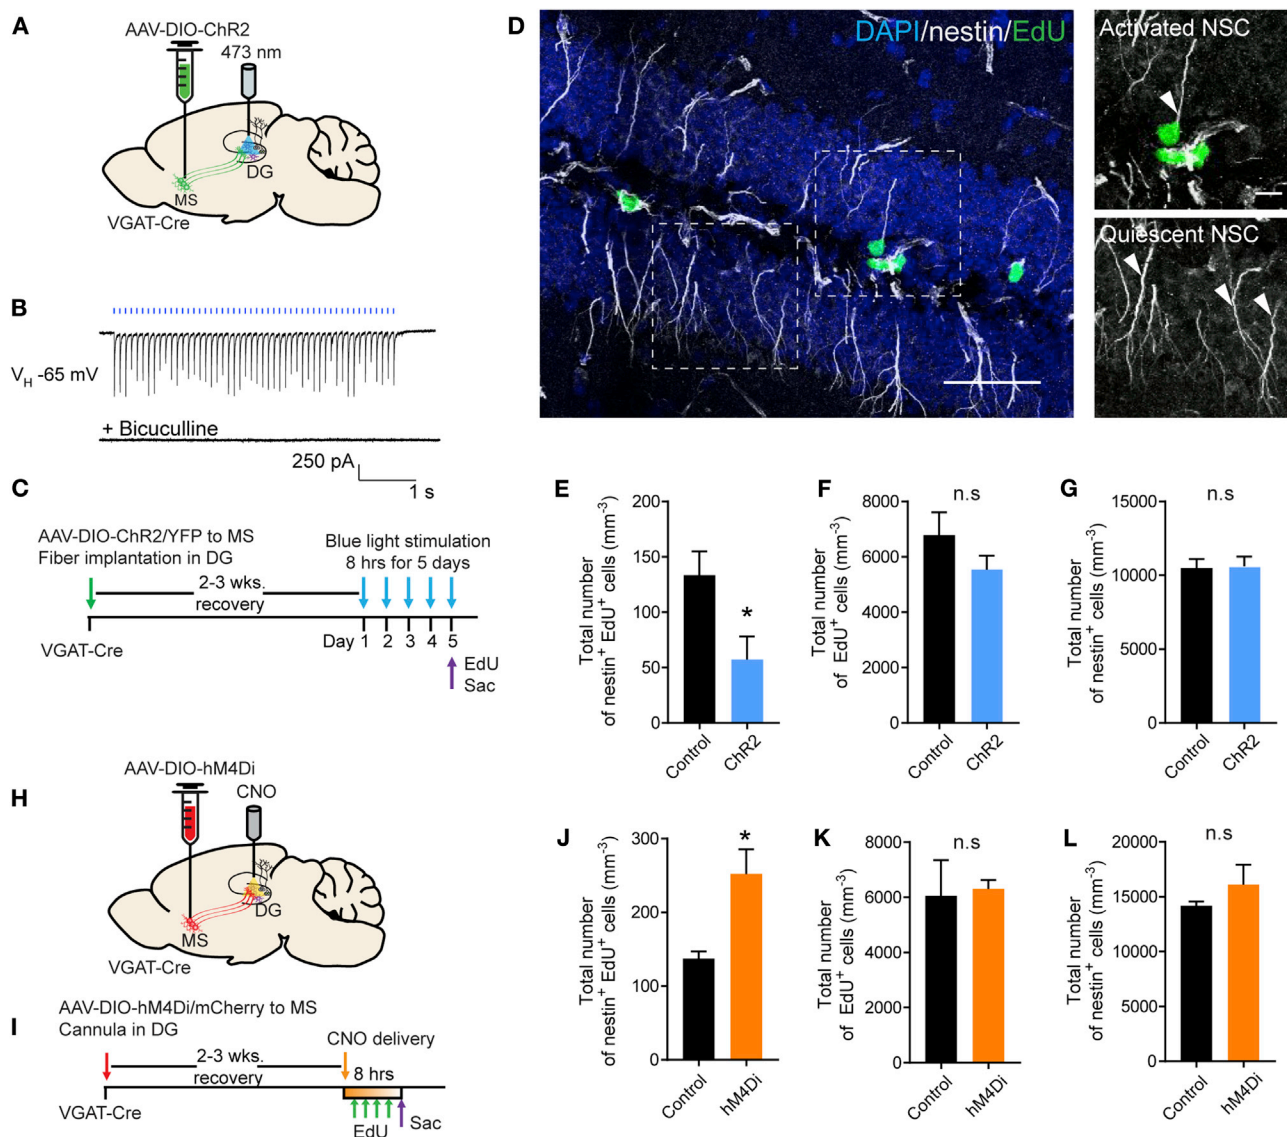 A
AAV-DIO-ChR2
473 nm
DG
MS
VGAT-Cre
B
V_H -65 mV
+ Bicuculline
250 pA
1 s
C
AAV-DIO-ChR2/YFP to MS
Fiber implantation in DG
Blue light stimulation
8 hrs for 5 days
2-3 wks.
recovery
Day 1 2 3 4 5
VGAT-Cre
EdU
Sac
D
DAPI/nestin/EdU
Activated NSC
Quiescent NSC
E
Total number
of nestin⁺ EdU⁺ cells (mm⁻³)
200
150
100
50
0
*
Control
ChR2
F
Total number
of EdU⁺ cells (mm⁻³)
8000
6000
4000
2000
0
n.s
Control
ChR2
G
Total number
of nestin⁺ cells (mm⁻³)
15000
10000
5000
0
n.s
Control
ChR2
H
AAV-DIO-hM4Di
CNO
DG
MS
VGAT-Cre
I
AAV-DIO-hM4Di/mCherry to MS
Cannula in DG
CNO delivery
2-3 wks.
recovery
8 hrs
VGAT-Cre
EdU
Sac
J
Total number
of nestin⁺ EdU⁺ cells (mm⁻³)
300
200
100
0
*
Control
hM4Di
K
Total number
of EdU⁺ cells (mm⁻³)
8000
6000
4000
2000
0
n.s
Control
hM4Di
L
Total number
of nestin⁺ cells (mm⁻³)
20000
15000
10000
5000
0
n.s
Control
hM4Di